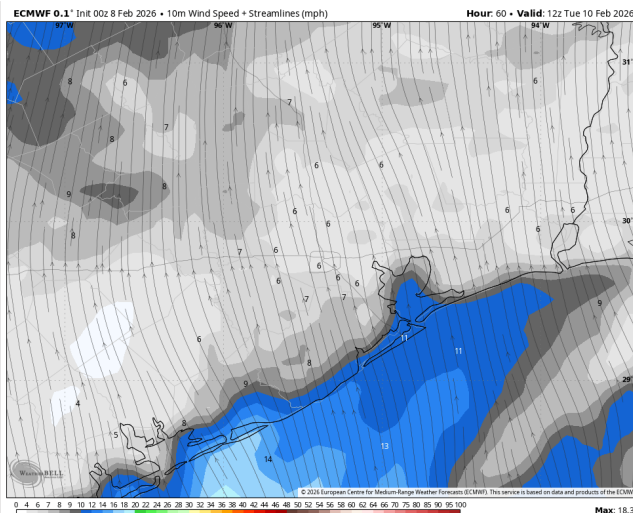 ECMWF 0.1° Init 00z 8 Feb 2026 • 10m Wind Speed + Streamlines (mph)
Hour: 60 • Valid: 12z Tue 10 Feb 2026
97°W 96°W 95°W 94°W
31°
8 6 6
7
7
8
6 6
8
9
6 6 6
6 6
8
7 6
6
6 6 6
7 7
9
11
6
11
8
29°
9
4
8
5
13
14
30°
WEATHERBELL
© 2026 European Centre for Medium-Range Weather Forecasts (ECMWF). This service is based on data and products of the ECMW
0 4 6 7 8 9 10 12 14 16 18 20 22 24 26 28 30 32 34 36 38 40 42 44 46 48 50 52 54 56 58 60 65 70 75 80 85 90 95 100
Max: 18.3